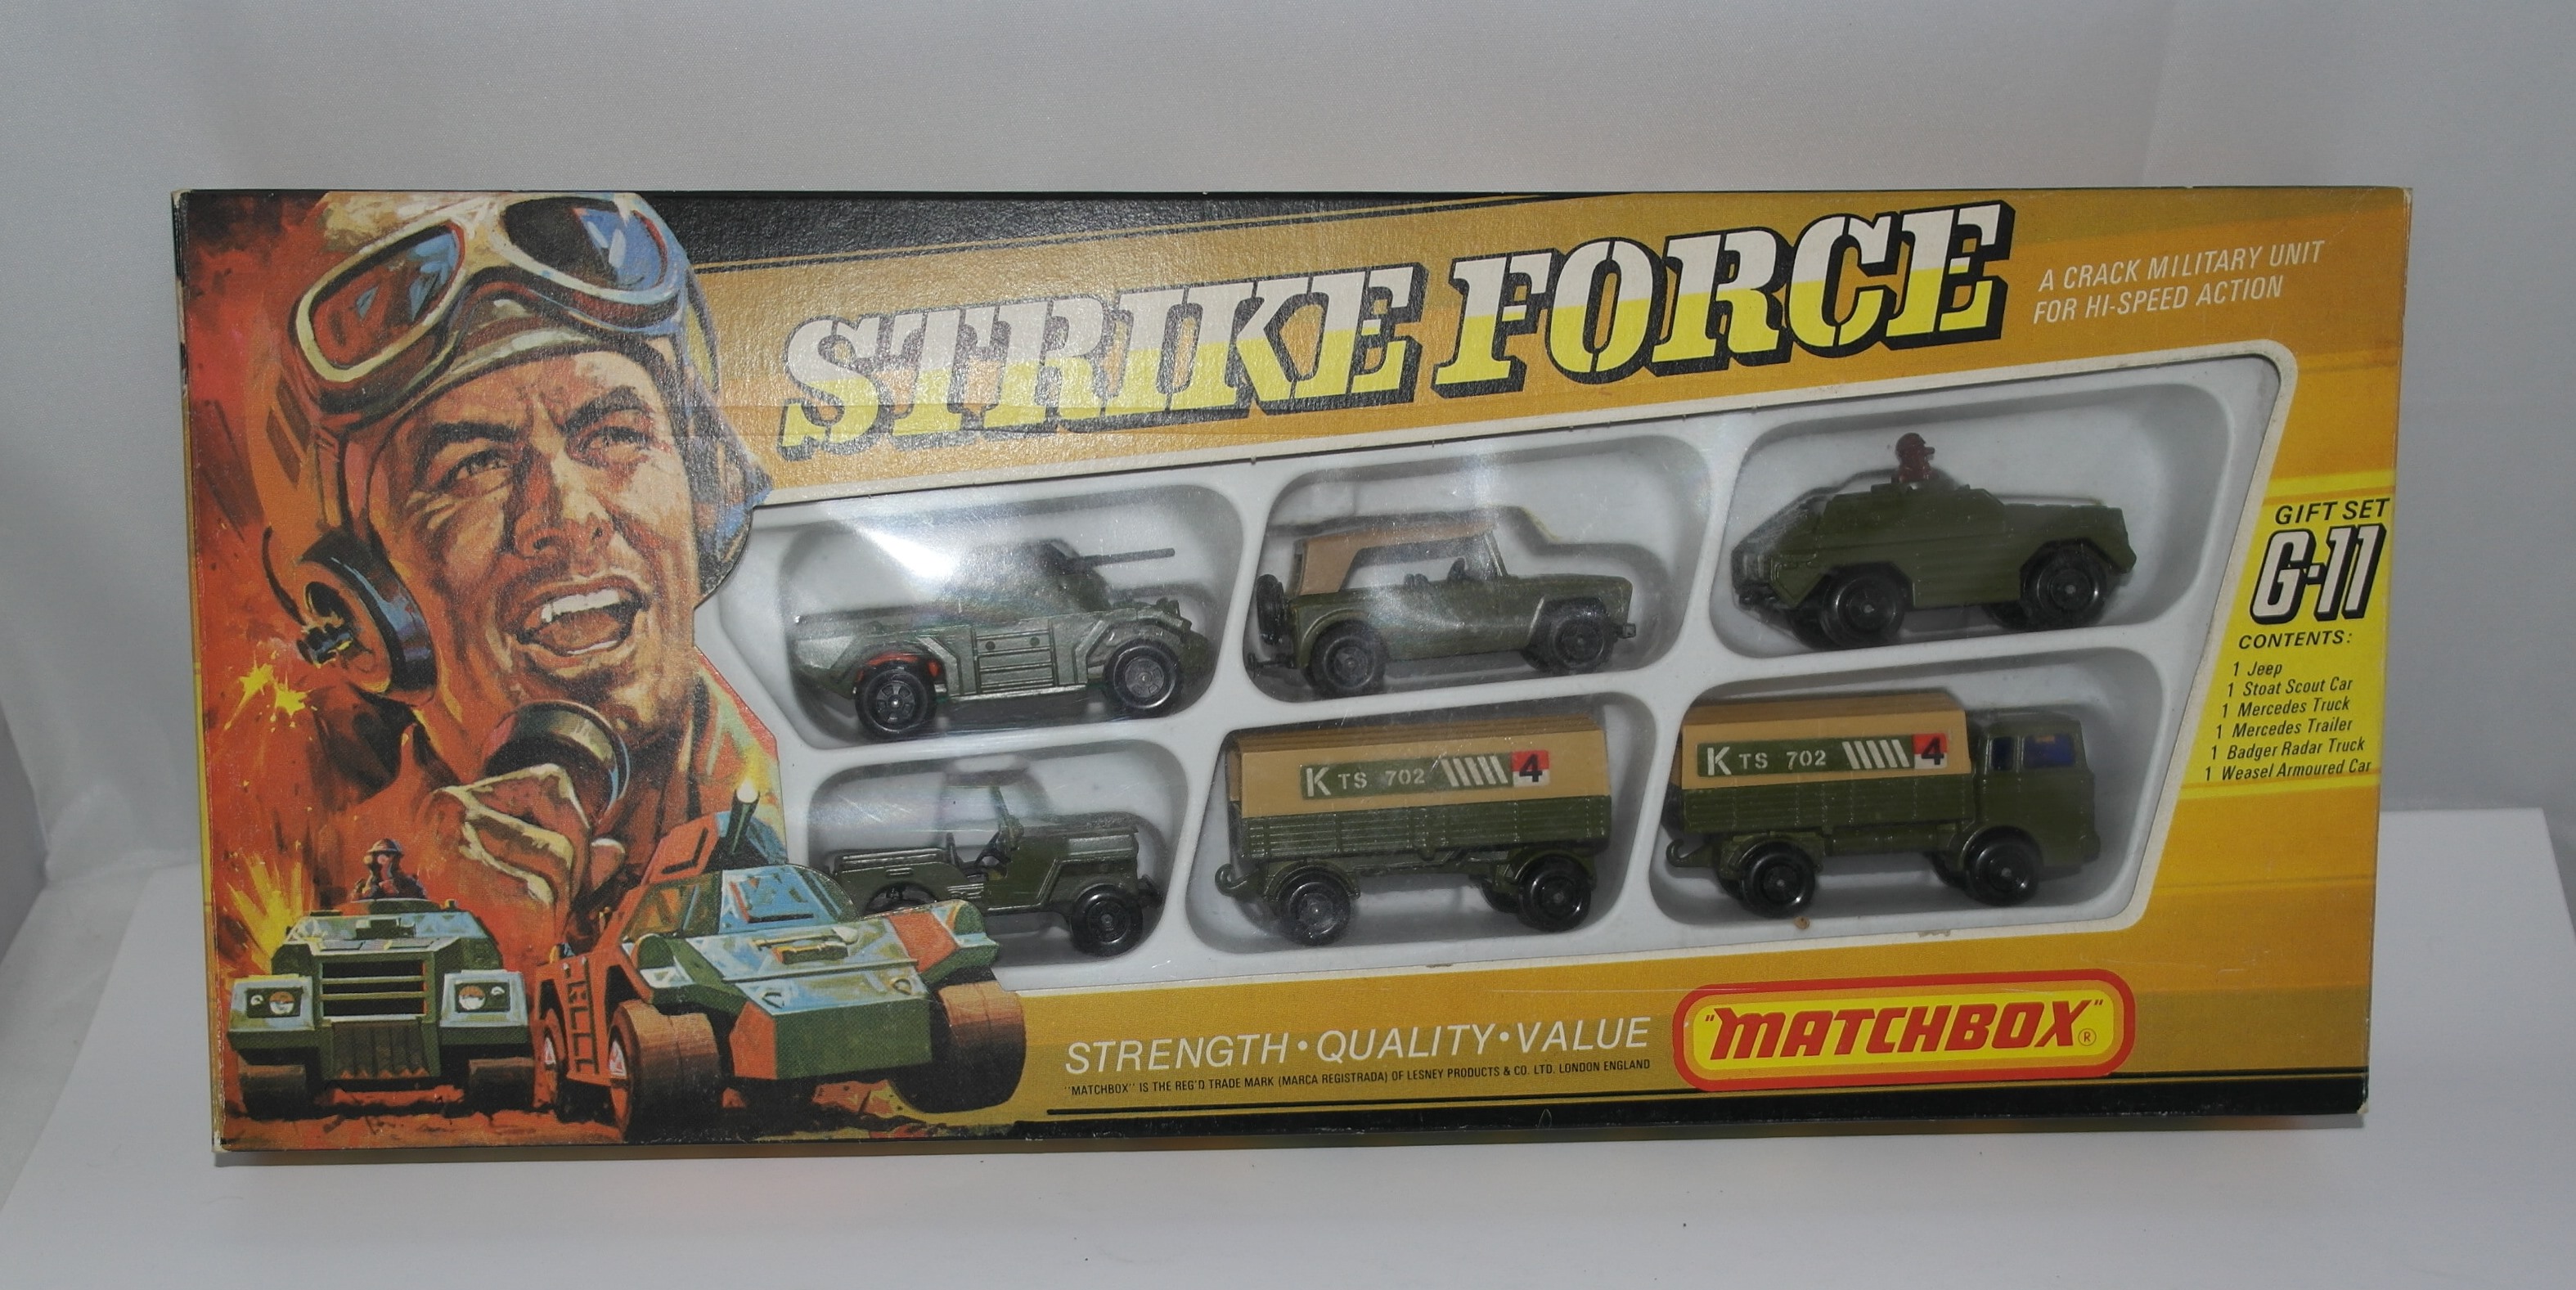 STRIKE FORCE
A CRACK MILITARY UNIT
FOR HI-SPEED ACTION
GIFT SET
G-11
CONTENTS:
1 Jeep
1 Stoat Scout Car
1 Mercedes Truck
1 Mercedes Trailer
1 Badger Radar Truck
1 Weasel Armoured Car
K TS 702 4
K TS 702 4
STRENGTH • QUALITY • VALUE
"MATCHBOX" IS THE REG'D TRADE MARK (MARCA REGISTRADA) OF LESNEY PRODUCTS & CO. LTD. LONDON ENGLAND
"MATCHBOX"®